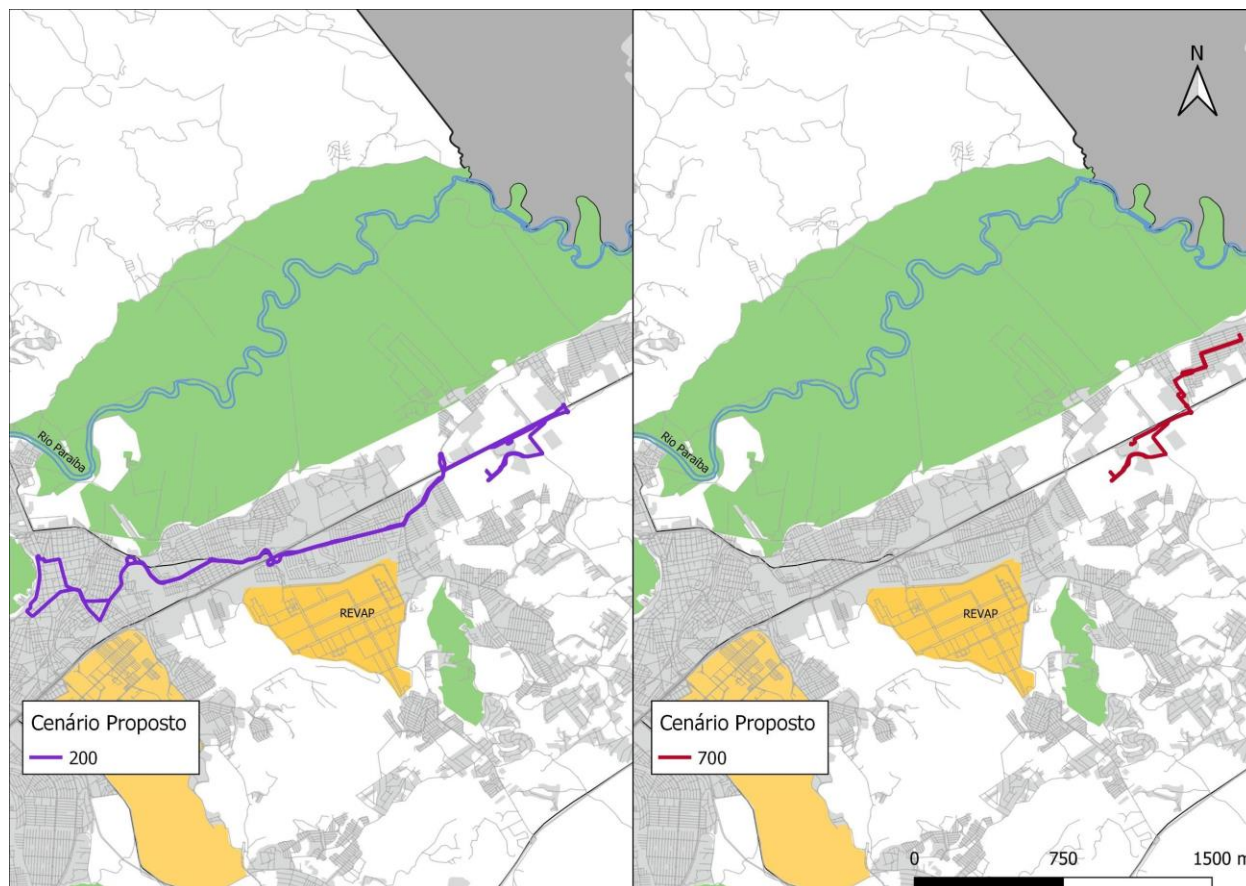 N
Rio Paraíba
Rio Paraíba
REVAP
REVAP
Cenário Proposto
200
Cenário Proposto
700
0 750 1500 m